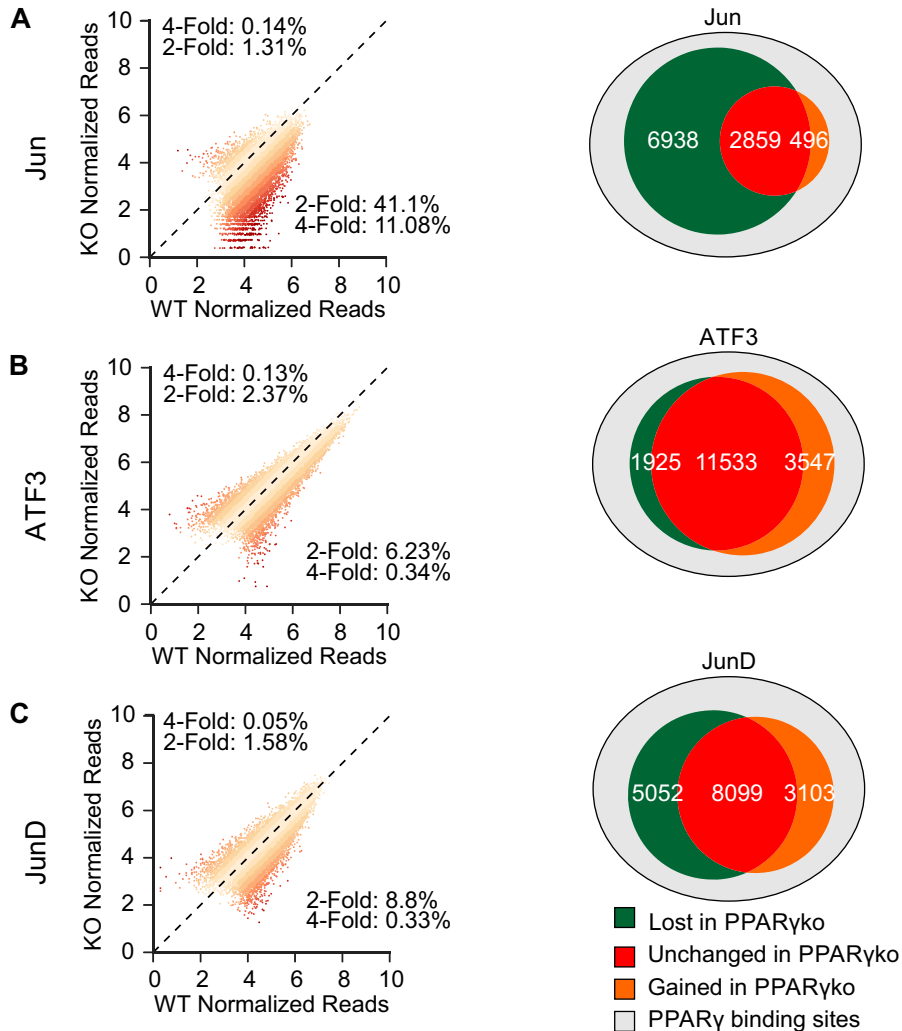 A
Jun
KO Normalized Reads
10
8
6
4
2
0
4-Fold: 0.14%
2-Fold: 1.31%
2-Fold: 41.1%
4-Fold: 11.08%
0 2 4 6 8 10
WT Normalized Reads
Jun
6938 2859 496
B
ATF3
KO Normalized Reads
10
8
6
4
2
0
4-Fold: 0.13%
2-Fold: 2.37%
2-Fold: 6.23%
4-Fold: 0.34%
0 2 4 6 8 10
WT Normalized Reads
ATF3
1925 11533 3547
C
JunD
KO Normalized Reads
10
8
6
4
2
0
4-Fold: 0.05%
2-Fold: 1.58%
2-Fold: 8.8%
4-Fold: 0.33%
0 2 4 6 8 10
WT Normalized Reads
JunD
5052 8099 3103
Lost in PPARγko
Unchanged in PPARγko
Gained in PPARγko
PPARγ binding sites